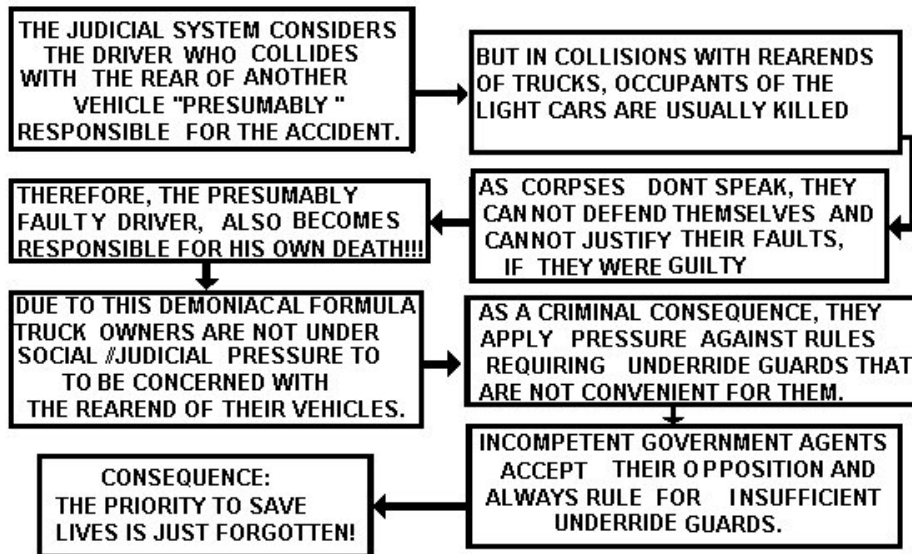 THE JUDICIAL SYSTEM CONSIDERS
THE DRIVER WHO COLLIDES
WITH THE REAR OF ANOTHER
VEHICLE "PRESUMABLY "
RESPONSIBLE FOR THE ACCIDENT.
BUT IN COLLISIONS WITH REARENDS
OF TRUCKS, OCCUPANTS OF THE
LIGHT CARS ARE USUALLY KILLED
AS CORPSES DONT SPEAK, THEY
CAN NOT DEFEND THEMSELVES AND
CANNOT JUSTIFY THEIR FAULTS,
IF THEY WERE GUILTY
THEREFORE, THE PRESUMABLY
FAULTY DRIVER, ALSO BECOMES
RESPONSIBLE FOR HIS OWN DEATH!!!
DUE TO THIS DEMONIACAL FORMULA
TRUCK OWNERS ARE NOT UNDER
SOCIAL //JUDICIAL PRESSURE TO
TO BE CONCERNED WITH
THE REAREND OF THEIR VEHICLES.
AS A CRIMINAL CONSEQUENCE, THEY
APPLY PRESSURE AGAINST RULES
REQUIRING UNDERRIDE GUARDS THAT
ARE NOT CONVENIENT FOR THEM.
INCOMPETENT GOVERNMENT AGENTS
ACCEPT THEIR OPPOSITION AND
ALWAYS RULE FOR INSUFFICIENT
UNDERRIDE GUARDS.
CONSEQUENCE:
THE PRIORITY TO SAVE
LIVES IS JUST FORGOTTEN!